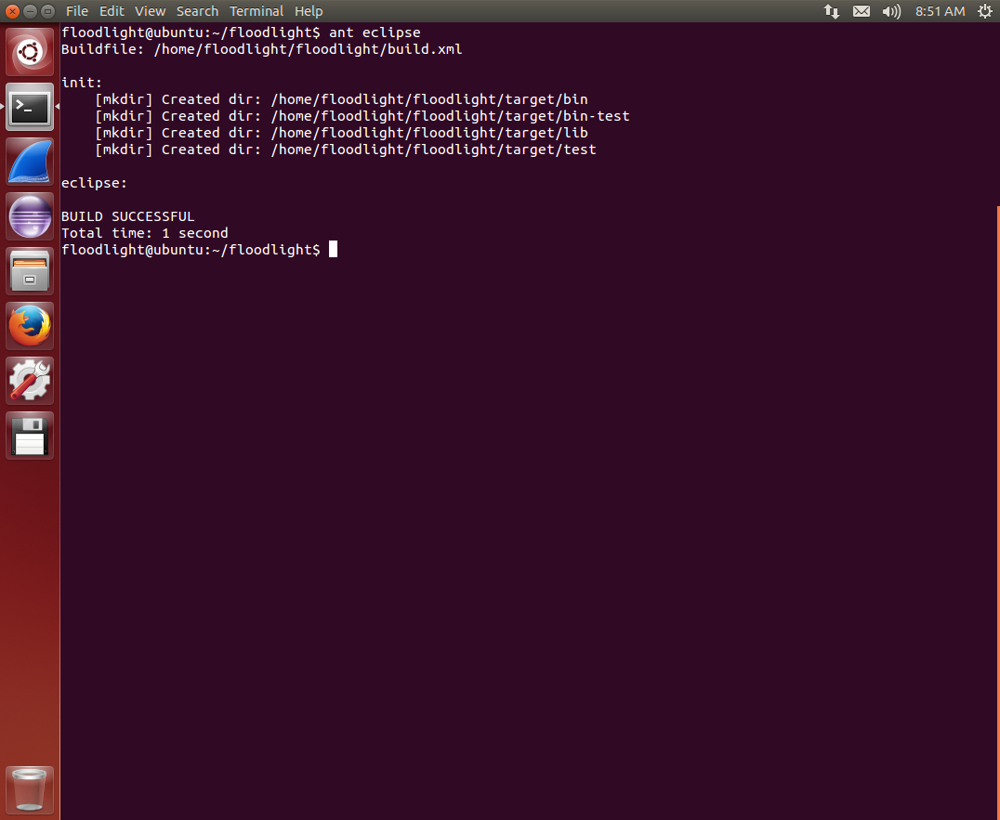 File Edit View Search Terminal Help 8:51 AM
floodlight@ubuntu:~/floodlight$ ant eclipse
Buildfile: /home/floodlight/floodlight/build.xml
init:
[mkdir] Created dir: /home/floodlight/floodlight/target/bin
[mkdir] Created dir: /home/floodlight/floodlight/target/bin-test
[mkdir] Created dir: /home/floodlight/floodlight/target/lib
[mkdir] Created dir: /home/floodlight/floodlight/target/test
eclipse:
BUILD SUCCESSFUL
Total time: 1 second
floodlight@ubuntu:~/floodlight$